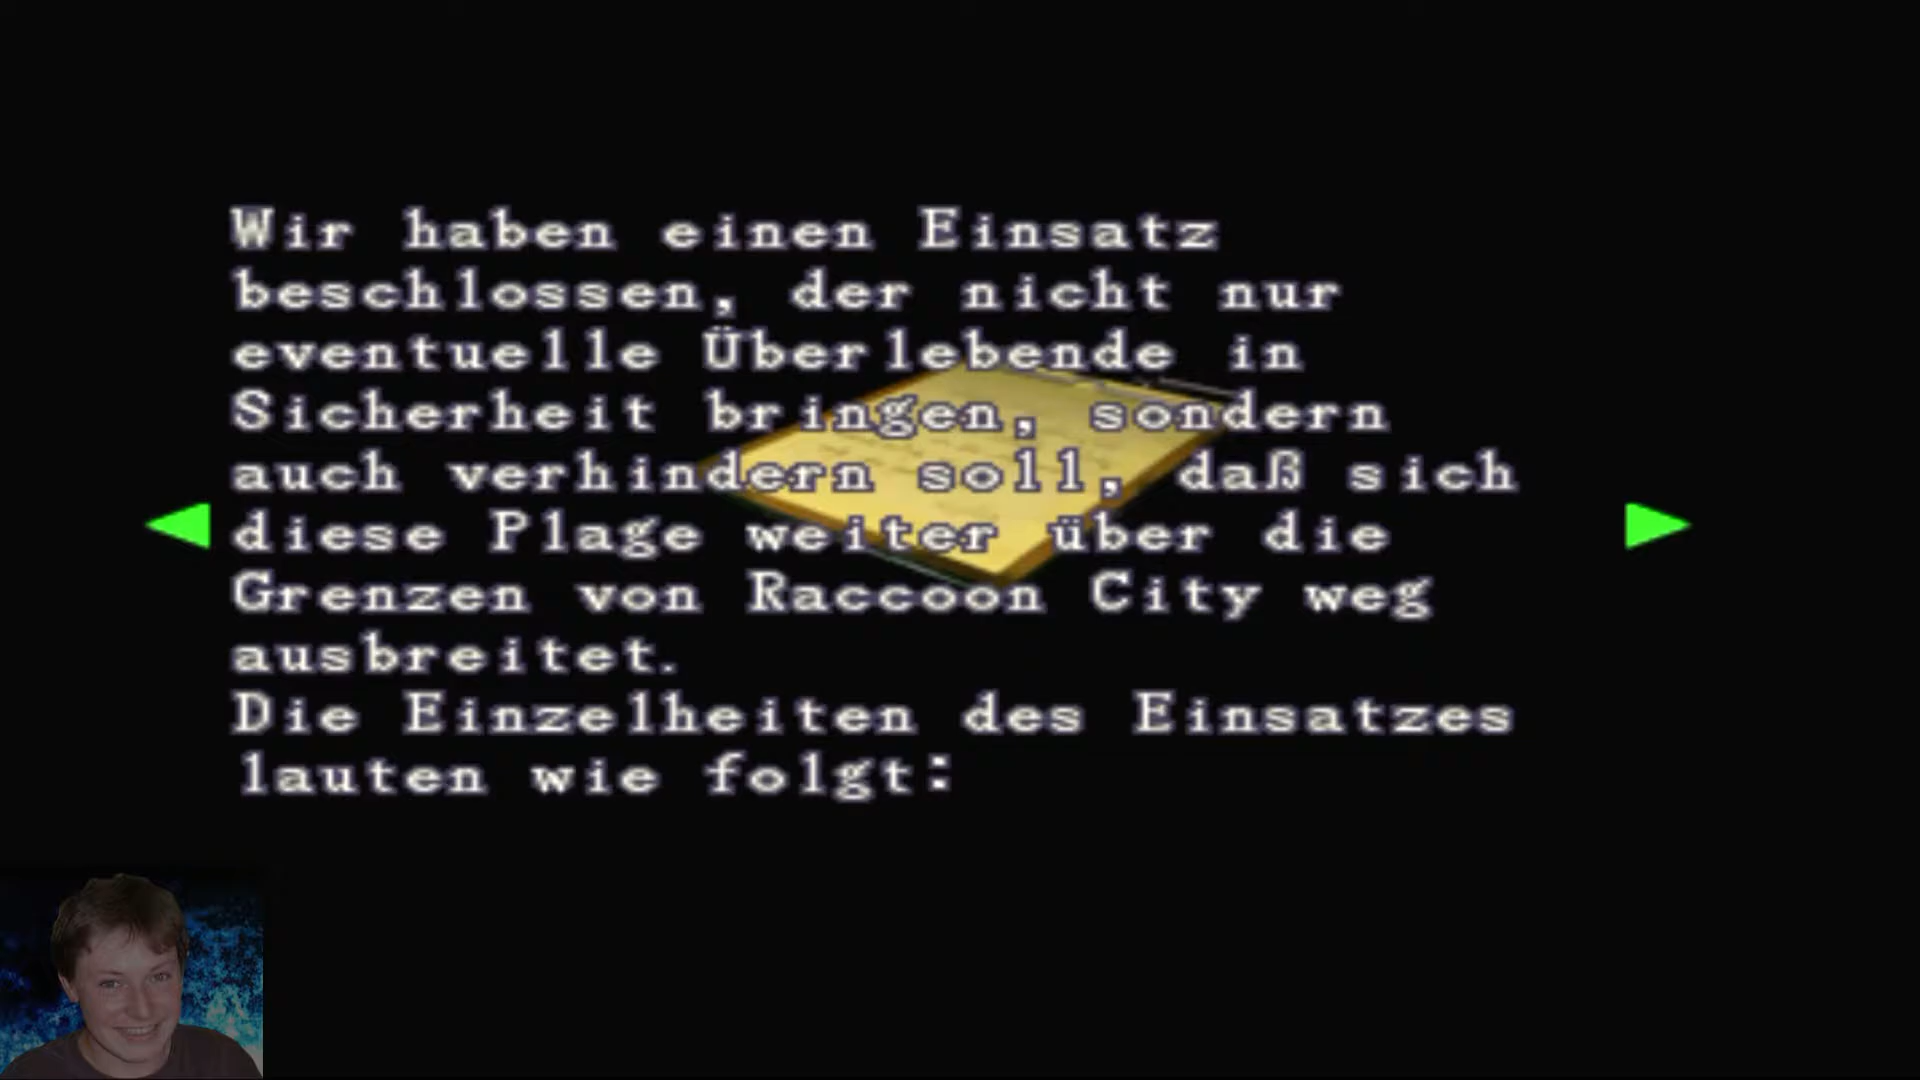 Wir haben einen Einsatz
beschlossen, der nicht nur
eventuelle Überlebende in
Sicherheit bringen, sondern
auch verhindern soll, daß sich
diese Plage weiter über die
Grenzen von Raccoon City weg
ausbreitet.
Die Einzelheiten des Einsatzes
lauten wie folgt: